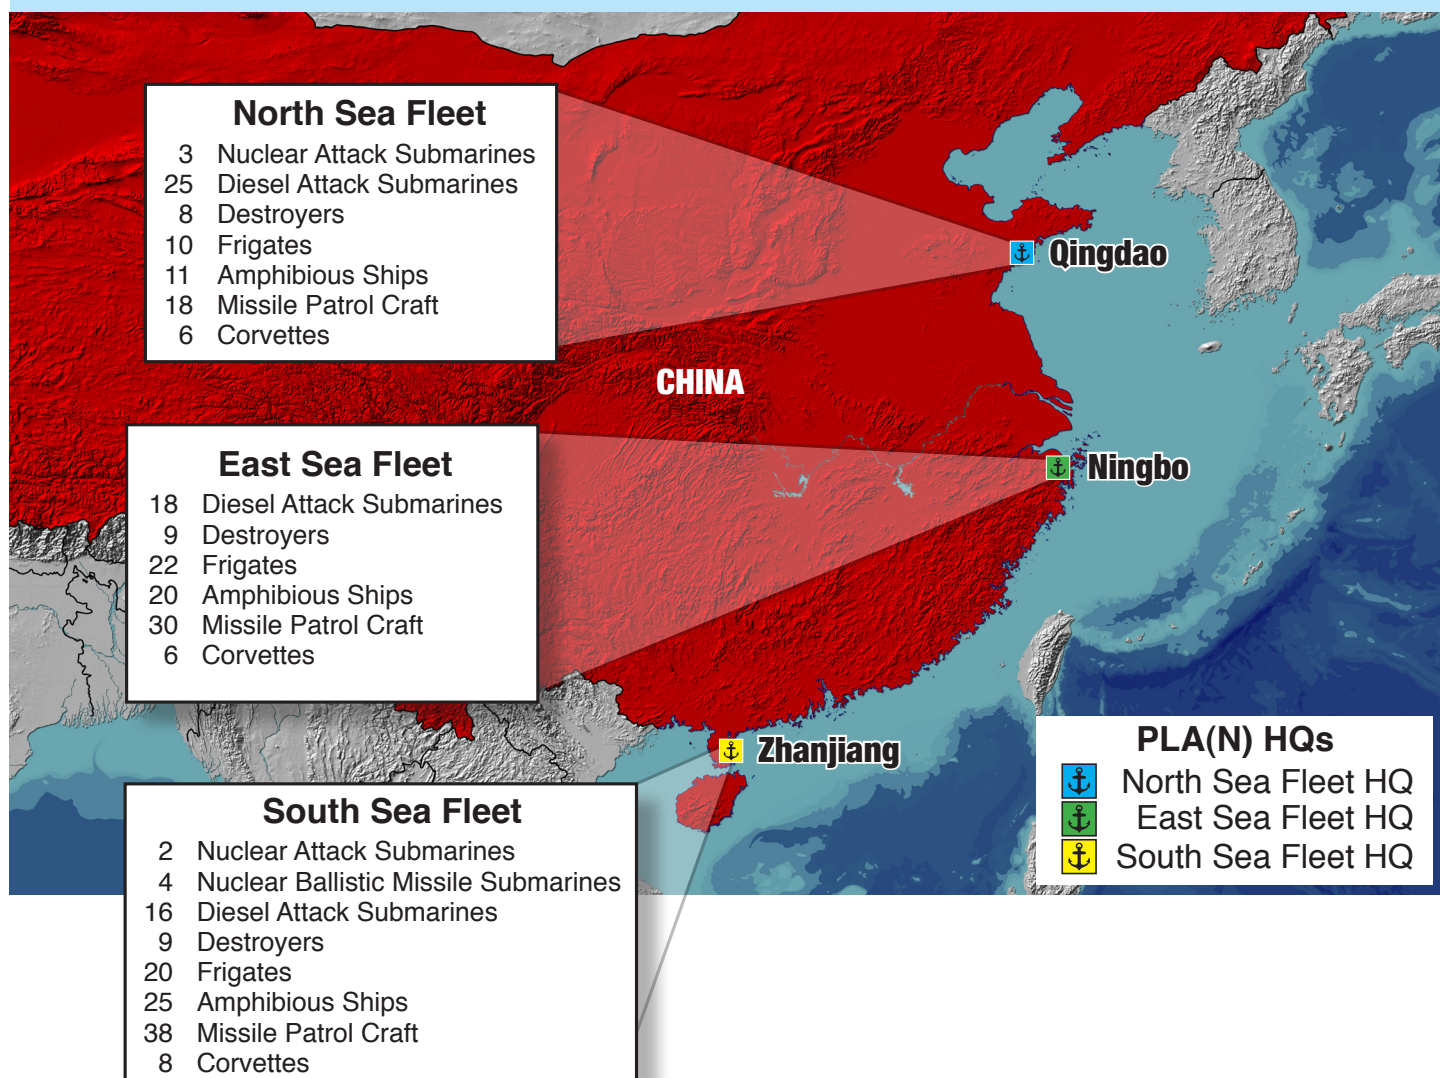 North Sea Fleet
3 Nuclear Attack Submarines
25 Diesel Attack Submarines
8 Destroyers
10 Frigates
11 Amphibious Ships
18 Missile Patrol Craft
6 Corvettes
Qingdao
CHINA
East Sea Fleet
18 Diesel Attack Submarines
9 Destroyers
22 Frigates
20 Amphibious Ships
30 Missile Patrol Craft
6 Corvettes
Ningbo
Zhanjiang
South Sea Fleet
2 Nuclear Attack Submarines
4 Nuclear Ballistic Missile Submarines
16 Diesel Attack Submarines
9 Destroyers
20 Frigates
25 Amphibious Ships
38 Missile Patrol Craft
8 Corvettes
PLA(N) HQs
North Sea Fleet HQ
East Sea Fleet HQ
South Sea Fleet HQ